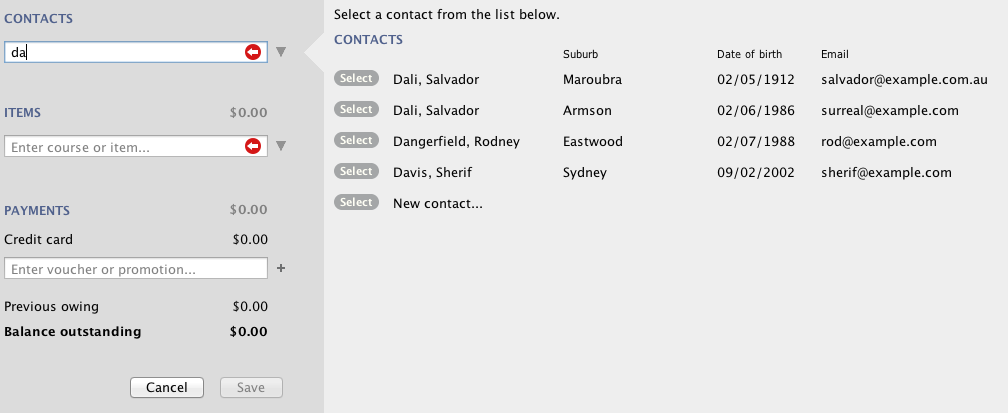 CONTACTS
da
ITEMS $0.00
Enter course or item...
PAYMENTS $0.00
Credit card $0.00
Enter voucher or promotion... +
Previous owing $0.00
Balance outstanding $0.00
Cancel Save
Select a contact from the list below.
CONTACTS
Suburb Date of birth Email
Select Dali, Salvador Maroubra 02/05/1912 salvador@example.com.au
Select Dali, Salvador Armson 02/06/1986 surreal@example.com
Select Dangerfield, Rodney Eastwood 02/07/1988 rod@example.com
Select Davis, Sherif Sydney 09/02/2002 sherif@example.com
Select New contact...